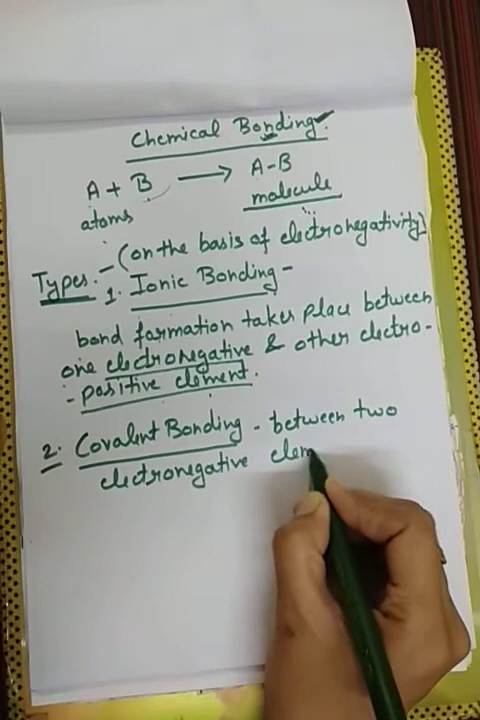 Chemical Bonding
A + B ⟶ A-B
atoms molecule
Types:- (on the basis of electronegativity)
1. Ionic Bonding -
bond formation takes place between
one electronegative & other electro-
- positive element.
2. Covalent Bonding - between two
electronegative elem